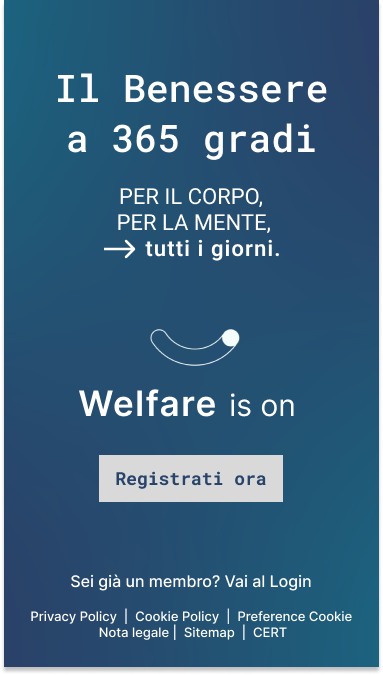 Il Benessere
a 365 gradi
PER IL CORPO,
PER LA MENTE,
→ tutti i giorni.
Welfare is on
Registrati ora
Sei già un membro? Vai al Login
Privacy Policy | Cookie Policy | Preference Cookie
Nota legale | Sitemap | CERT